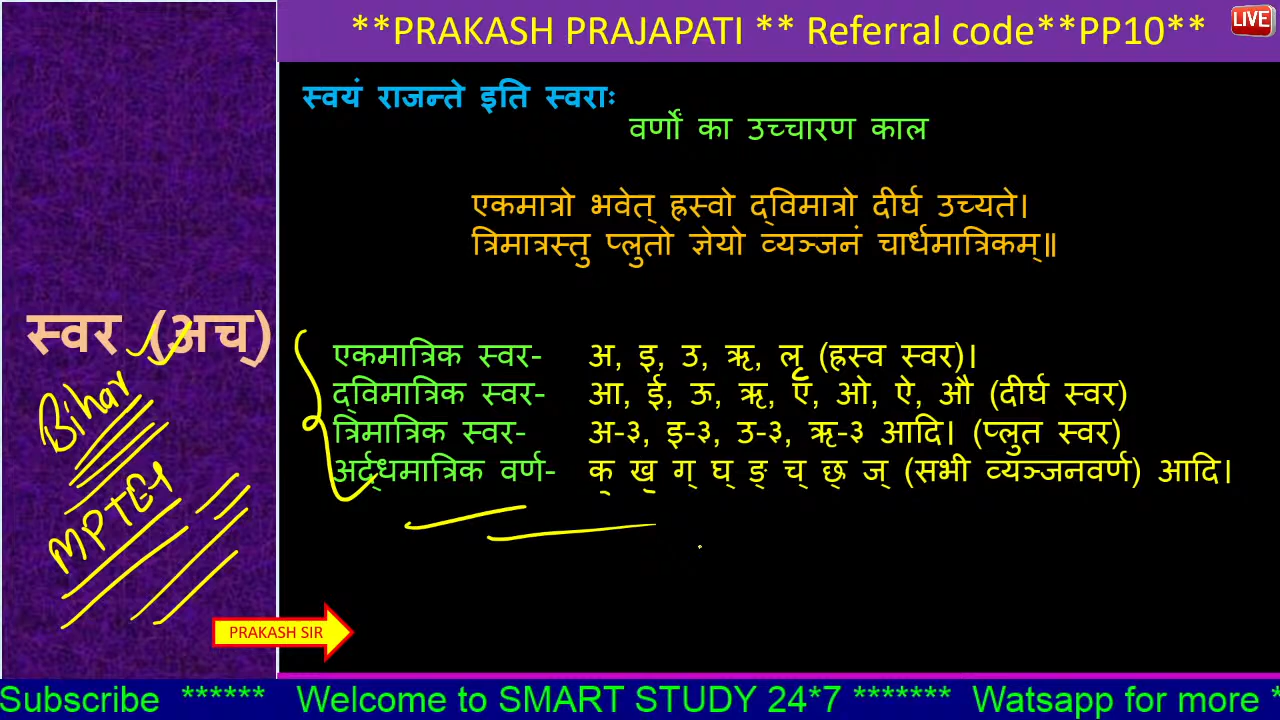 **PRAKASH PRAJAPATI ** Referral code**PP10**
LIVE
स्वयं राजन्ते इति स्वराः
वर्णों का उच्चारण काल
एकमात्रो भवेत् ह्रस्वो द्विमात्रो दीर्घ उच्यते।
त्रिमात्रस्तु प्लुतो ज्ञेयो व्यञ्जनं चार्धमात्रिकम्॥
स्वर (अच्)
एकमात्रिक स्वर- अ, इ, उ, ऋ, लृ (ह्रस्व स्वर)।
द्विमात्रिक स्वर- आ, ई, ऊ, ऋ, ए, ओ, ऐ, औ (दीर्घ स्वर)
त्रिमात्रिक स्वर- अ-३, इ-३, उ-३, ऋ-३ आदि। (प्लुत स्वर)
अर्द्धमात्रिक वर्ण- क् ख् ग् घ् ङ् च् छ् ज् (सभी व्यञ्जनवर्ण) आदि।
Bihar
PRAKASH SIR
Subscribe ****** Welcome to SMART STUDY 24*7 ******* Watsapp for more *